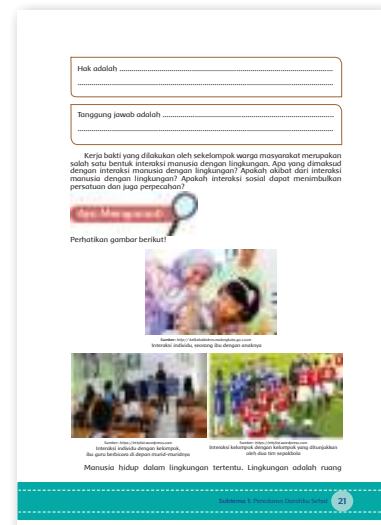 Hak adalah ................................................................................
................................................................................
Tanggung jawab adalah ................................................................................
................................................................................
Kerja bakti yang dilakukan oleh sekelompok warga masyarakat merupakan
salah satu bentuk interaksi manusia dengan lingkungan. Apa yang dimaksud
dengan interaksi manusia dengan lingkungan? Apakah akibat dari interaksi
manusia dengan lingkungan? Apakah interaksi sosial dapat menimbulkan
persatuan dan juga perpecahan?
Ayo Mengamati
Perhatikan gambar berikut!
Interaksi individu, seorang ibu dengan anaknya
Interaksi individu dengan kelompok,
ibu guru berbicara di depan murid-muridnya
Interaksi kelompok dengan kelompok yang ditunjukkan
oleh dua tim sepakbola
Manusia hidup dalam lingkungan tertentu. Lingkungan adalah ruang
Subtema 1: Peredaran Darahku Sehat 21